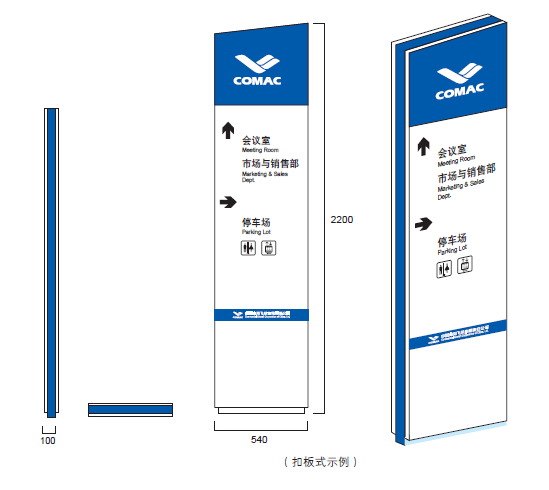 COMAC
会议室
Meeting Room
市场与销售部
Marketing & Sales
Dept.
停车场
Parking Lot
COMAC
2200
540
100
COMAC
会议室
Meeting Room
市场与销售部
Marketing & Sales
Dept.
停车场
Parking Lot
COMAC
(扣板式示例)